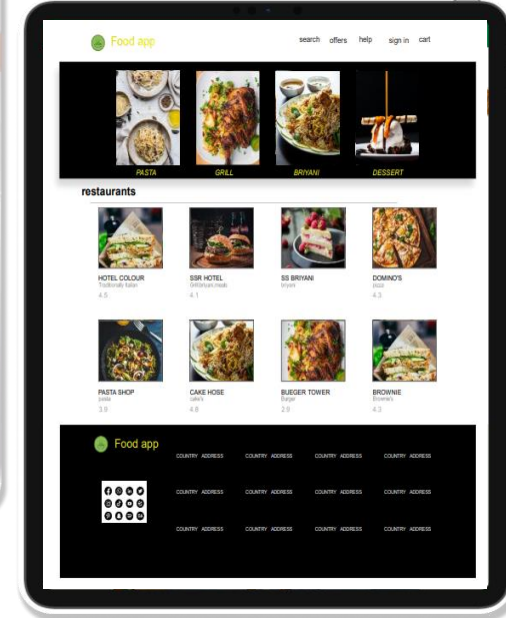 Food app
search offers help sign in cart
PASTA GRILL BRIYANI DESSERT
restaurants
HOTEL COLOUR SSR HOTEL SS BRIYANI DOMINO'S
Traditionally Italian Grill,briyani,meals briyani pizza
4.5 4.1 4.3
PASTA SHOP CAKE HOSE BUEGER TOWER BROWNIE
pasta cake's Burger Brownie's
3.9 4.8 2.9 4.3
Food app
COUNTRY ADDRESS COUNTRY ADDRESS COUNTRY ADDRESS COUNTRY ADDRESS
COUNTRY ADDRESS COUNTRY ADDRESS COUNTRY ADDRESS COUNTRY ADDRESS
COUNTRY ADDRESS COUNTRY ADDRESS COUNTRY ADDRESS COUNTRY ADDRESS